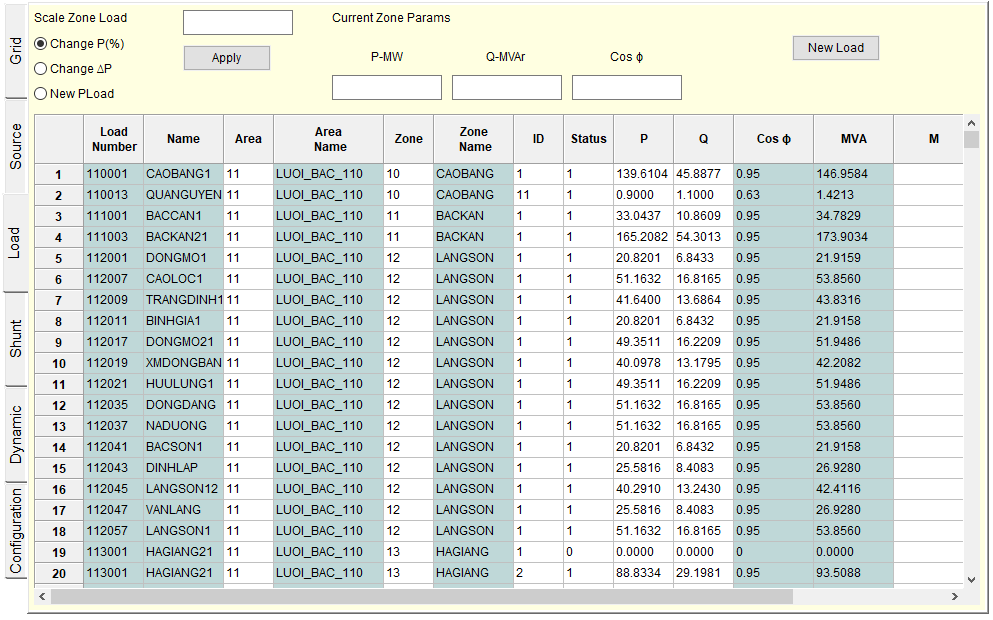 Scale Zone Load
Current Zone Params
Change P(%)
Change ΔP
New PLoad
Apply
P-MW
Q-MVAr
Cos ϕ
New Load
Grid
Source
Load
Shunt
Dynamic
Configuration
Load Number Name Area Area Name Zone Zone Name ID Status P Q Cos ϕ MVA M
1 110001 CAOBANG1 11 LUOI_BAC_110 10 CAOBANG 1 1 139.6104 45.8877 0.95 146.9584
2 110013 QUANGUYEN 11 LUOI_BAC_110 10 CAOBANG 11 1 0.9000 1.1000 0.63 1.4213
3 111001 BACCAN1 11 LUOI_BAC_110 11 BACKAN 1 1 33.0437 10.8609 0.95 34.7829
4 111003 BACKAN21 11 LUOI_BAC_110 11 BACKAN 1 1 165.2082 54.3013 0.95 173.9034
5 112001 DONGMO1 11 LUOI_BAC_110 12 LANGSON 1 1 20.8201 6.8433 0.95 21.9159
6 112007 CAOLOC1 11 LUOI_BAC_110 12 LANGSON 1 1 51.1632 16.8165 0.95 53.8560
7 112009 TRANGDINH1 11 LUOI_BAC_110 12 LANGSON 1 1 41.6400 13.6864 0.95 43.8316
8 112011 BINHGIA1 11 LUOI_BAC_110 12 LANGSON 1 1 20.8201 6.8432 0.95 21.9158
9 112017 DONGMO21 11 LUOI_BAC_110 12 LANGSON 1 1 49.3511 16.2209 0.95 51.9486
10 112019 XMDONGBAN 11 LUOI_BAC_110 12 LANGSON 1 1 40.0978 13.1795 0.95 42.2082
11 112021 HUULUNG1 11 LUOI_BAC_110 12 LANGSON 1 1 49.3511 16.2209 0.95 51.9486
12 112035 DONGDANG 11 LUOI_BAC_110 12 LANGSON 1 1 51.1632 16.8165 0.95 53.8560
13 112037 NADUONG 11 LUOI_BAC_110 12 LANGSON 1 1 51.1632 16.8165 0.95 53.8560
14 112041 BACSON1 11 LUOI_BAC_110 12 LANGSON 1 1 20.8201 6.8432 0.95 21.9158
15 112043 DINHLAP 11 LUOI_BAC_110 12 LANGSON 1 1 25.5816 8.4083 0.95 26.9280
16 112045 LANGSON12 11 LUOI_BAC_110 12 LANGSON 1 1 40.2910 13.2430 0.95 42.4116
17 112047 VANLANG 11 LUOI_BAC_110 12 LANGSON 1 1 25.5816 8.4083 0.95 26.9280
18 112057 LANGSON1 11 LUOI_BAC_110 12 LANGSON 1 1 51.1632 16.8165 0.95 53.8560
19 113001 HAGIANG21 11 LUOI_BAC_110 13 HAGIANG 1 0 0.0000 0.0000 0 0.0000
20 113001 HAGIANG21 11 LUOI_BAC_110 13 HAGIANG 2 1 88.8334 29.1981 0.95 93.5088